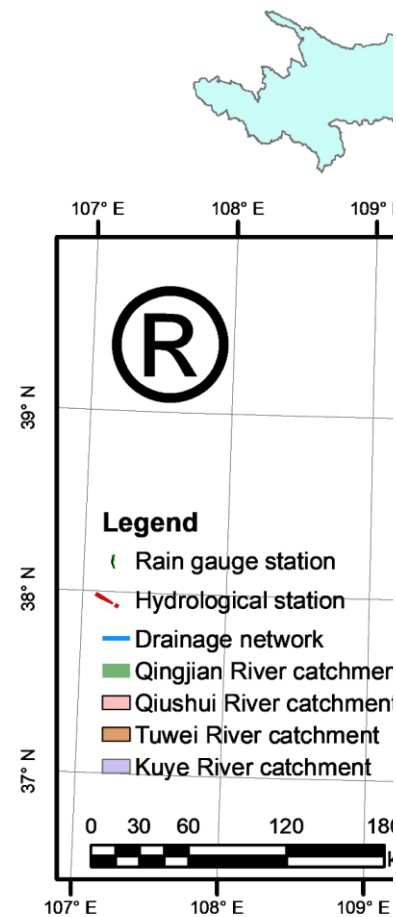 107° E 108° E 109°
®
39° N
Legend
Rain gauge station
38° N
Hydrological station
Drainage network
Qingjian River catchmen
Qiushui River catchment
Tuwei River catchment
37° N
Kuye River catchment
0 30 60 120 180
k
107° E 108° E 109° E